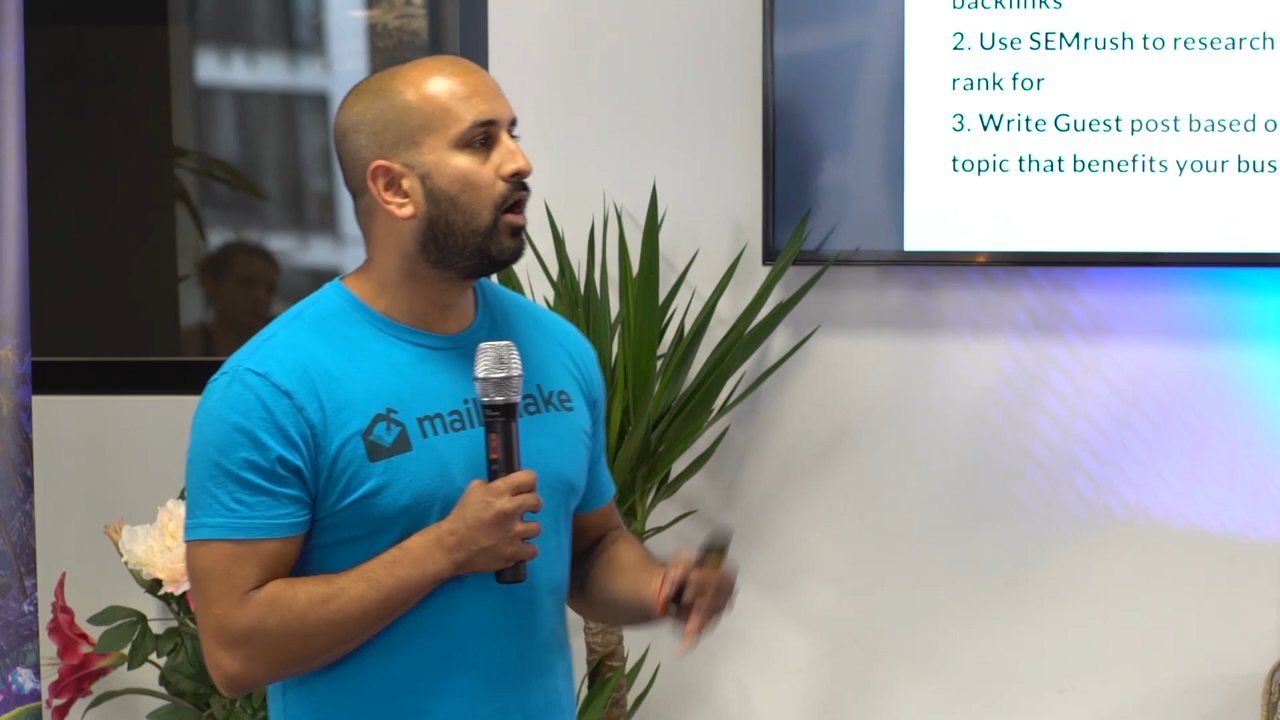 backlinks
2. Use SEMrush to research
rank for
3. Write Guest post based o
topic that benefits your bus
mail ake